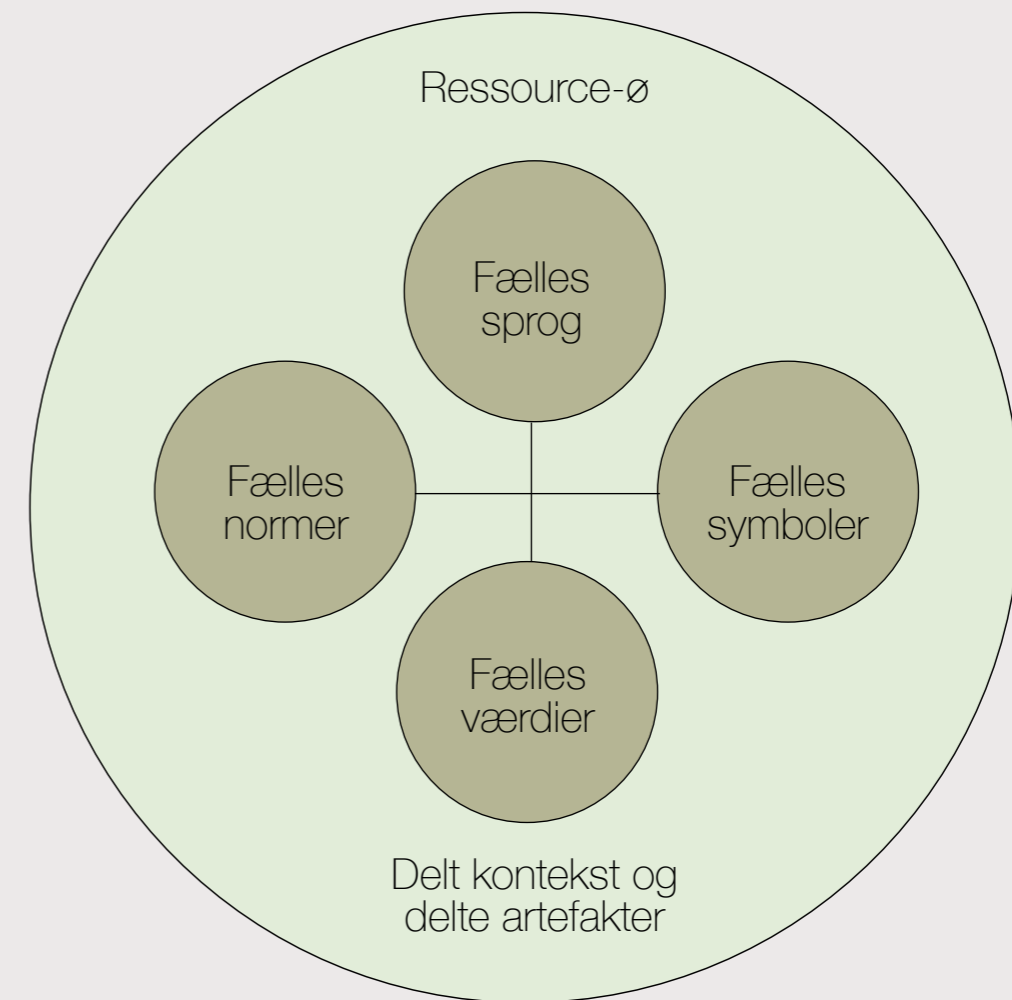 Ressource-ø
Fælles
sprog
Fælles
normer
Fælles
symboler
Fælles
værdier
Delt kontekst og
delte artefakter